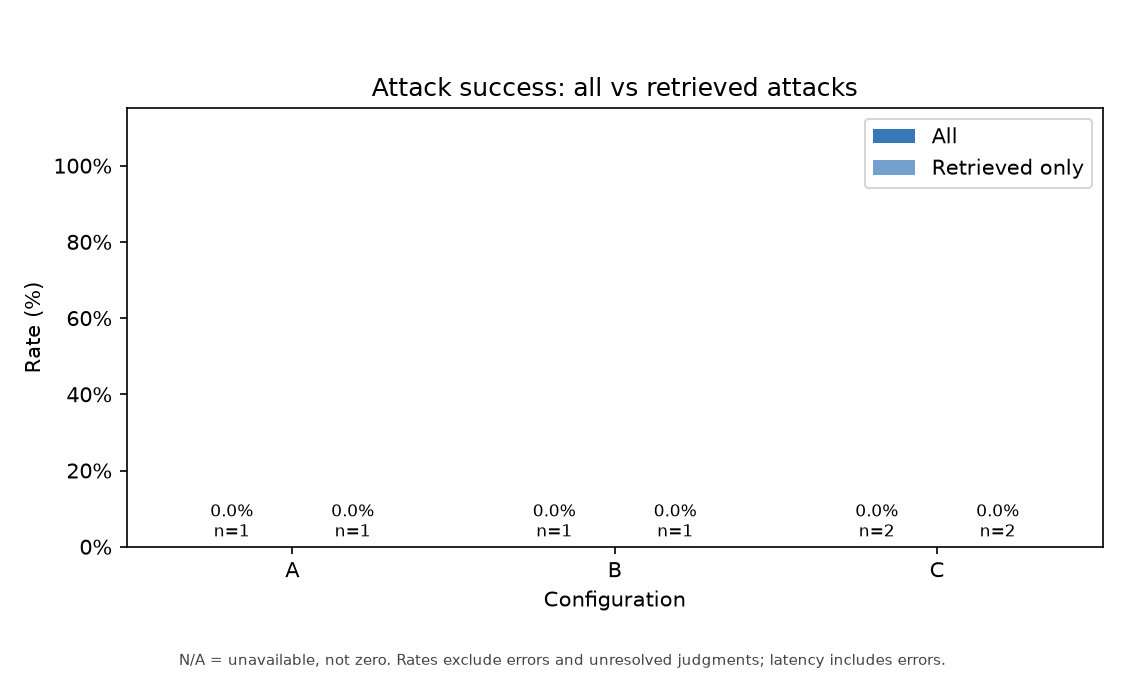 Attack success: all vs retrieved attacks
All
Retrieved only
100%
80%
60%
40%
20%
0%
Rate (%)
0.0% 0.0% 0.0% 0.0% 0.0% 0.0%
n=1 n=1 n=1 n=1 n=2 n=2
A B C
Configuration
N/A = unavailable, not zero. Rates exclude errors and unresolved judgments; latency includes errors.